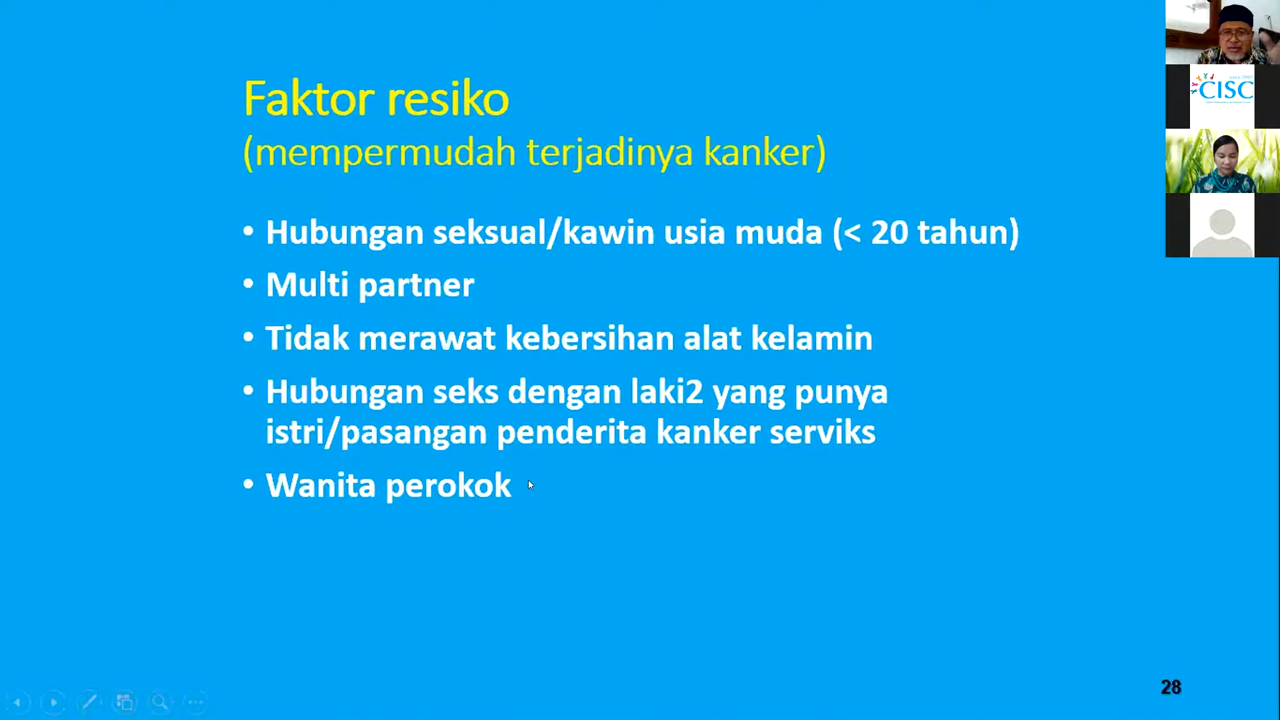 Faktor resiko
(mempermudah terjadinya kanker)
• Hubungan seksual/kawin usia muda (< 20 tahun)
• Multi partner
• Tidak merawat kebersihan alat kelamin
• Hubungan seks dengan laki2 yang punya
istri/pasangan penderita kanker serviks
• Wanita perokok
28
CISC